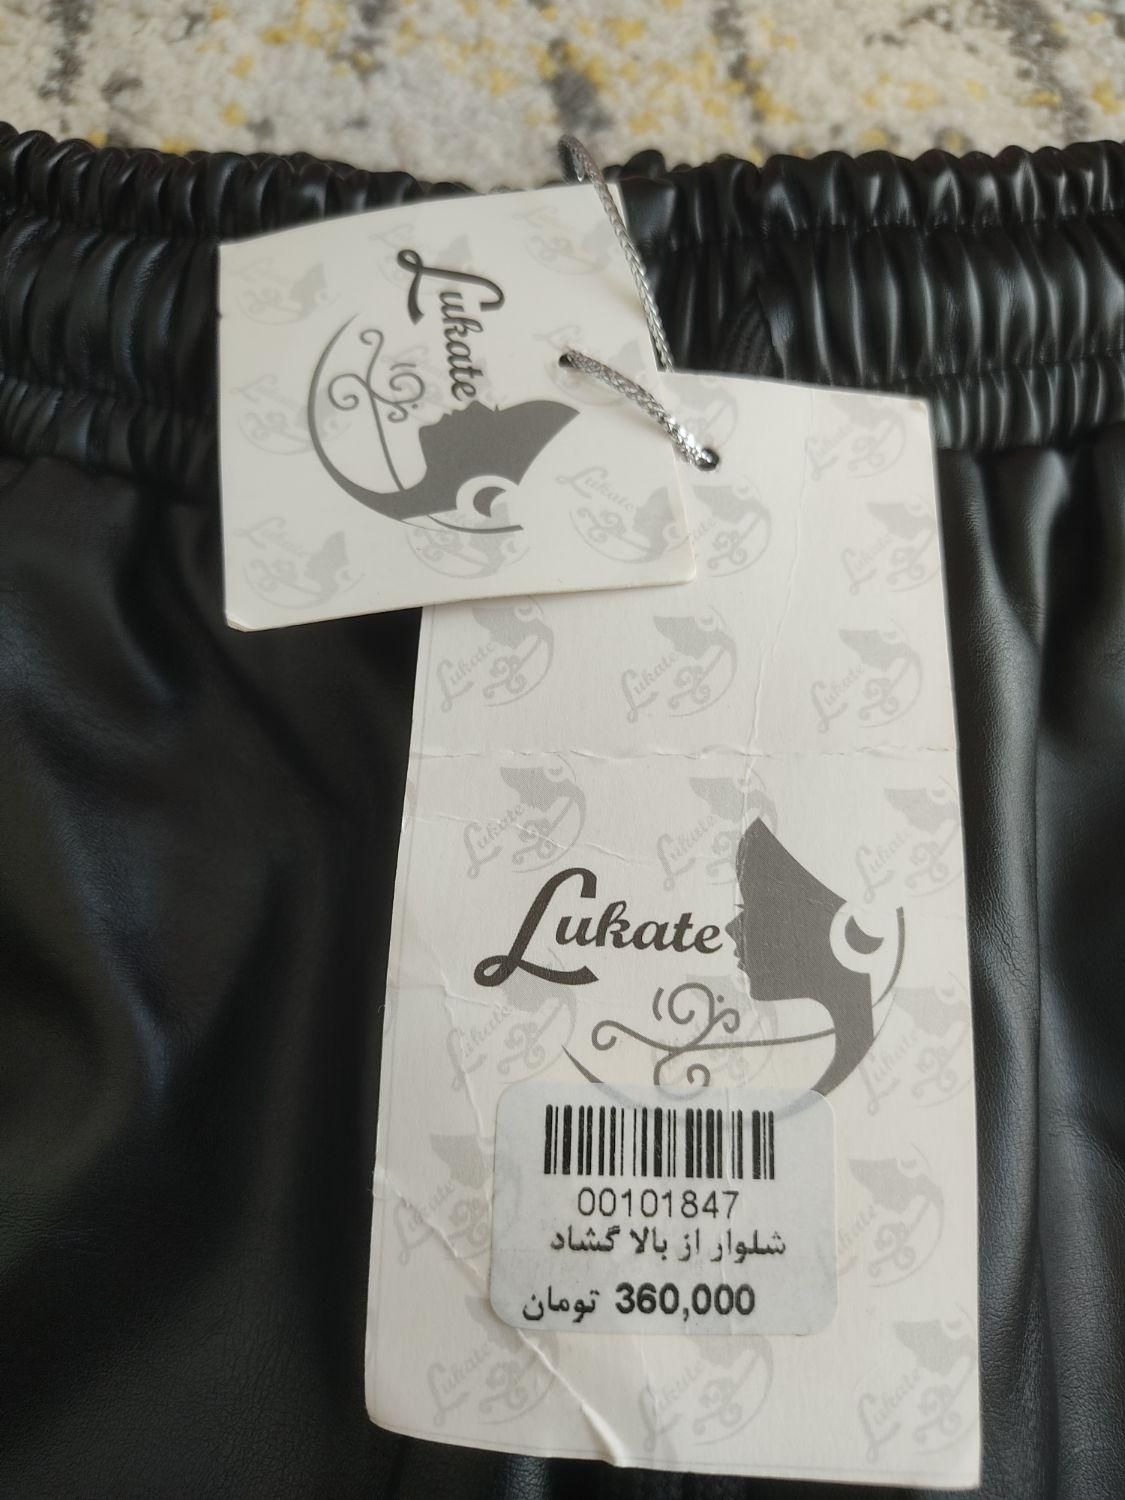 Lukate
Lukate
00101847
شلوار از بالا گشاد
360,000 تومان